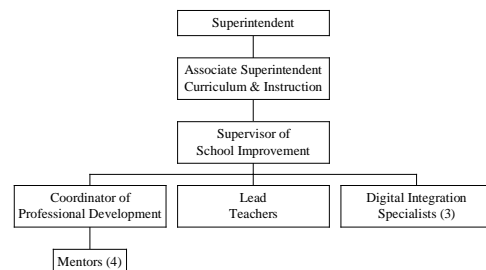 Superintendent
Associate Superintendent
Curriculum & Instruction
Supervisor of
School Improvement
Coordinator of
Professional Development
Lead
Teachers
Digital Integration
Specialists (3)
Mentors (4)